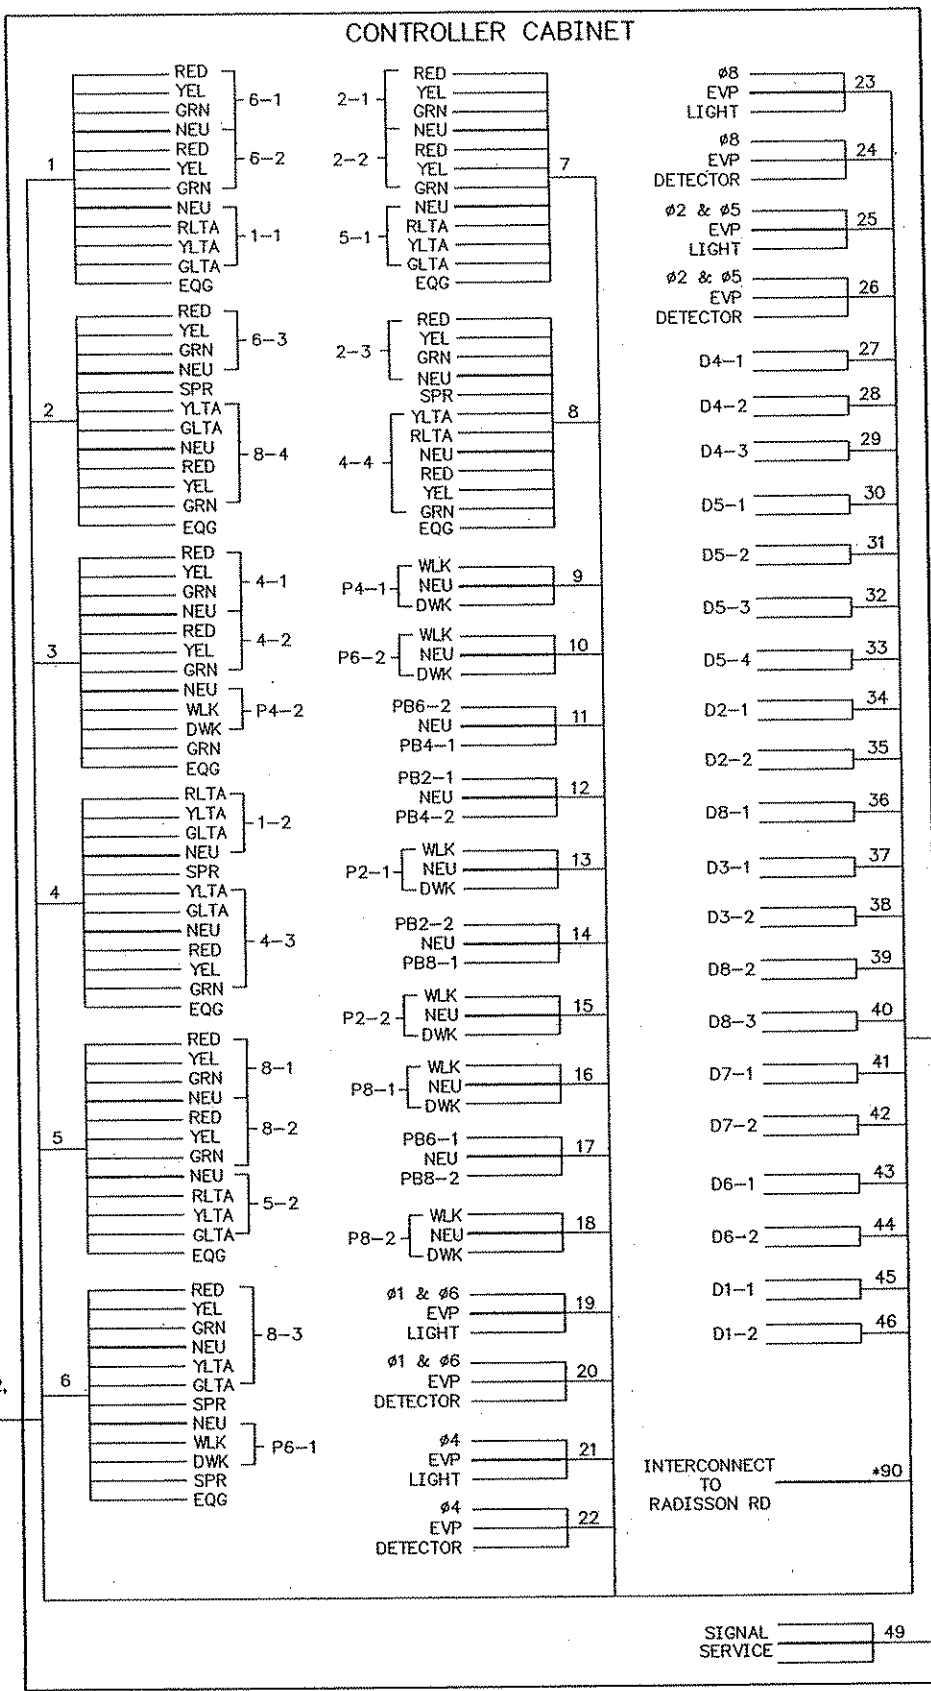 CONTROLLER CABINET
1
RED
YEL
GRN
NEU
6-1
RED
YEL
GRN
6-2
NEU
RLTA
YLTA
GLTA
1-1
EQG
2
RED
YEL
GRN
NEU
6-3
SPR
YLTA
GLTA
NEU
RED
YEL
GRN
8-4
EQG
3
RED
YEL
GRN
NEU
4-1
RED
YEL
GRN
4-2
NEU
WLK
DWK
P4-2
GRN
EQG
4
RLTA
YLTA
GLTA
NEU
1-2
SPR
YLTA
GLTA
NEU
RED
YEL
GRN
4-3
EQG
5
RED
YEL
GRN
NEU
8-1
RED
YEL
GRN
8-2
NEU
RLTA
YLTA
GLTA
5-2
EQG
2,
6
RED
YEL
GRN
NEU
YLTA
GLTA
8-3
SPR
NEU
WLK
DWK
P6-1
SPR
EQG
2-1
RED
YEL
GRN
NEU
2-2
RED
YEL
GRN
7
5-1
NEU
RLTA
YLTA
GLTA
EQG
2-3
RED
YEL
GRN
NEU
SPR
8
4-4
YLTA
RLTA
NEU
RED
YEL
GRN
EQG
P4-1
WLK
NEU
DWK
9
P6-2
WLK
NEU
DWK
10
PB6-2
NEU
PB4-1
11
PB2-1
NEU
PB4-2
12
P2-1
WLK
NEU
DWK
13
PB2-2
NEU
PB8-1
14
P2-2
WLK
NEU
DWK
15
P8-1
WLK
NEU
DWK
16
PB6-1
NEU
PB8-2
17
P8-2
WLK
NEU
DWK
18
ø1 & ø6
EVP
LIGHT
19
ø1 & ø6
EVP
DETECTOR
20
ø4
EVP
LIGHT
21
ø4
EVP
DETECTOR
22
ø8
EVP
LIGHT
23
ø8
EVP
DETECTOR
24
ø2 & ø5
EVP
LIGHT
25
ø2 & ø5
EVP
DETECTOR
26
D4-1 27
D4-2 28
D4-3 29
D5-1 30
D5-2 31
D5-3 32
D5-4 33
D2-1 34
D2-2 35
D8-1 36
D3-1 37
D3-2 38
D8-2 39
D8-3 40
D7-1 41
D7-2 42
D6-1 43
D6-2 44
D1-1 45
D1-2 46
INTERCONNECT
TO
RADISSON RD
*90
SIGNAL
SERVICE
49